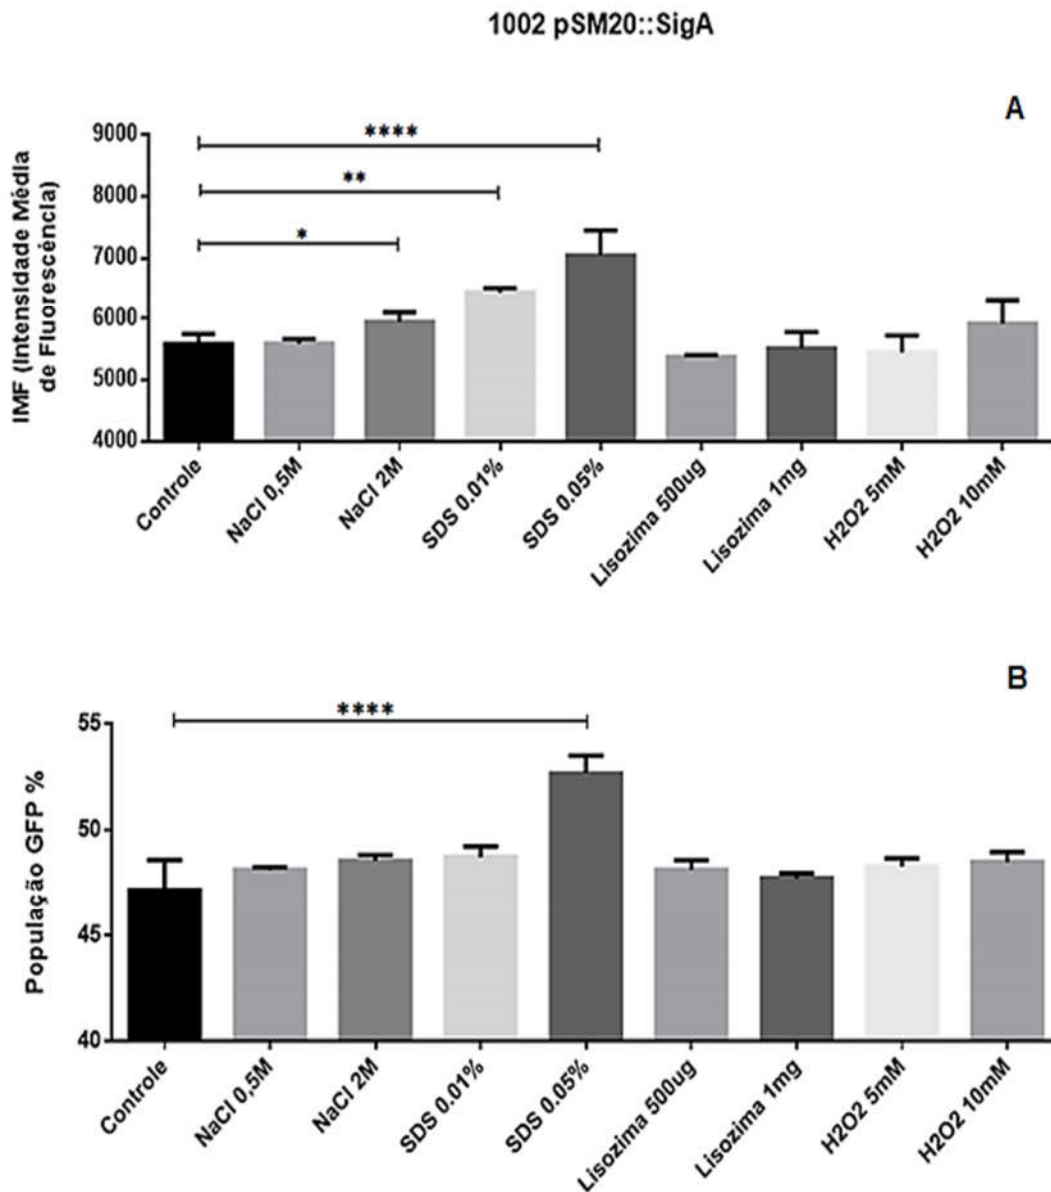 1002 pSM20::SigA
A
IMF (Intensidade Média
de Fluorescência)
9000
8000
7000
6000
5000
4000
****
**
*
Controle
NaCl 0,5M
NaCl 2M
SDS 0.01%
SDS 0.05%
Lisozima 500ug
Lisozima 1mg
H2O2 5mM
H2O2 10mM
B
População GFP %
55
50
45
40
****
Controle
NaCl 0,5M
NaCl 2M
SDS 0.01%
SDS 0.05%
Lisozima 500ug
Lisozima 1mg
H2O2 5mM
H2O2 10mM